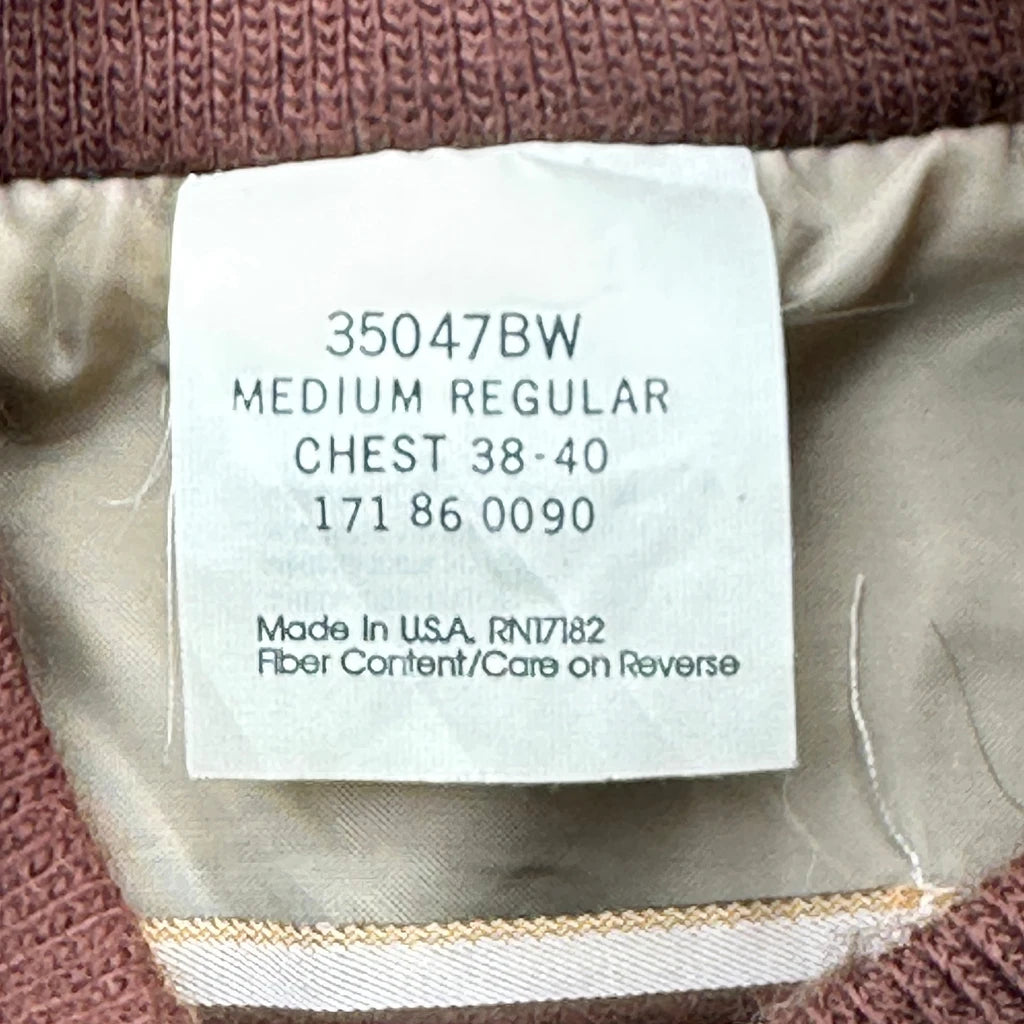 35047BW
MEDIUM REGULAR
CHEST 38-40
171 86 0090
Made In U.S.A. RN17182
Fiber Content/Care on Reverse